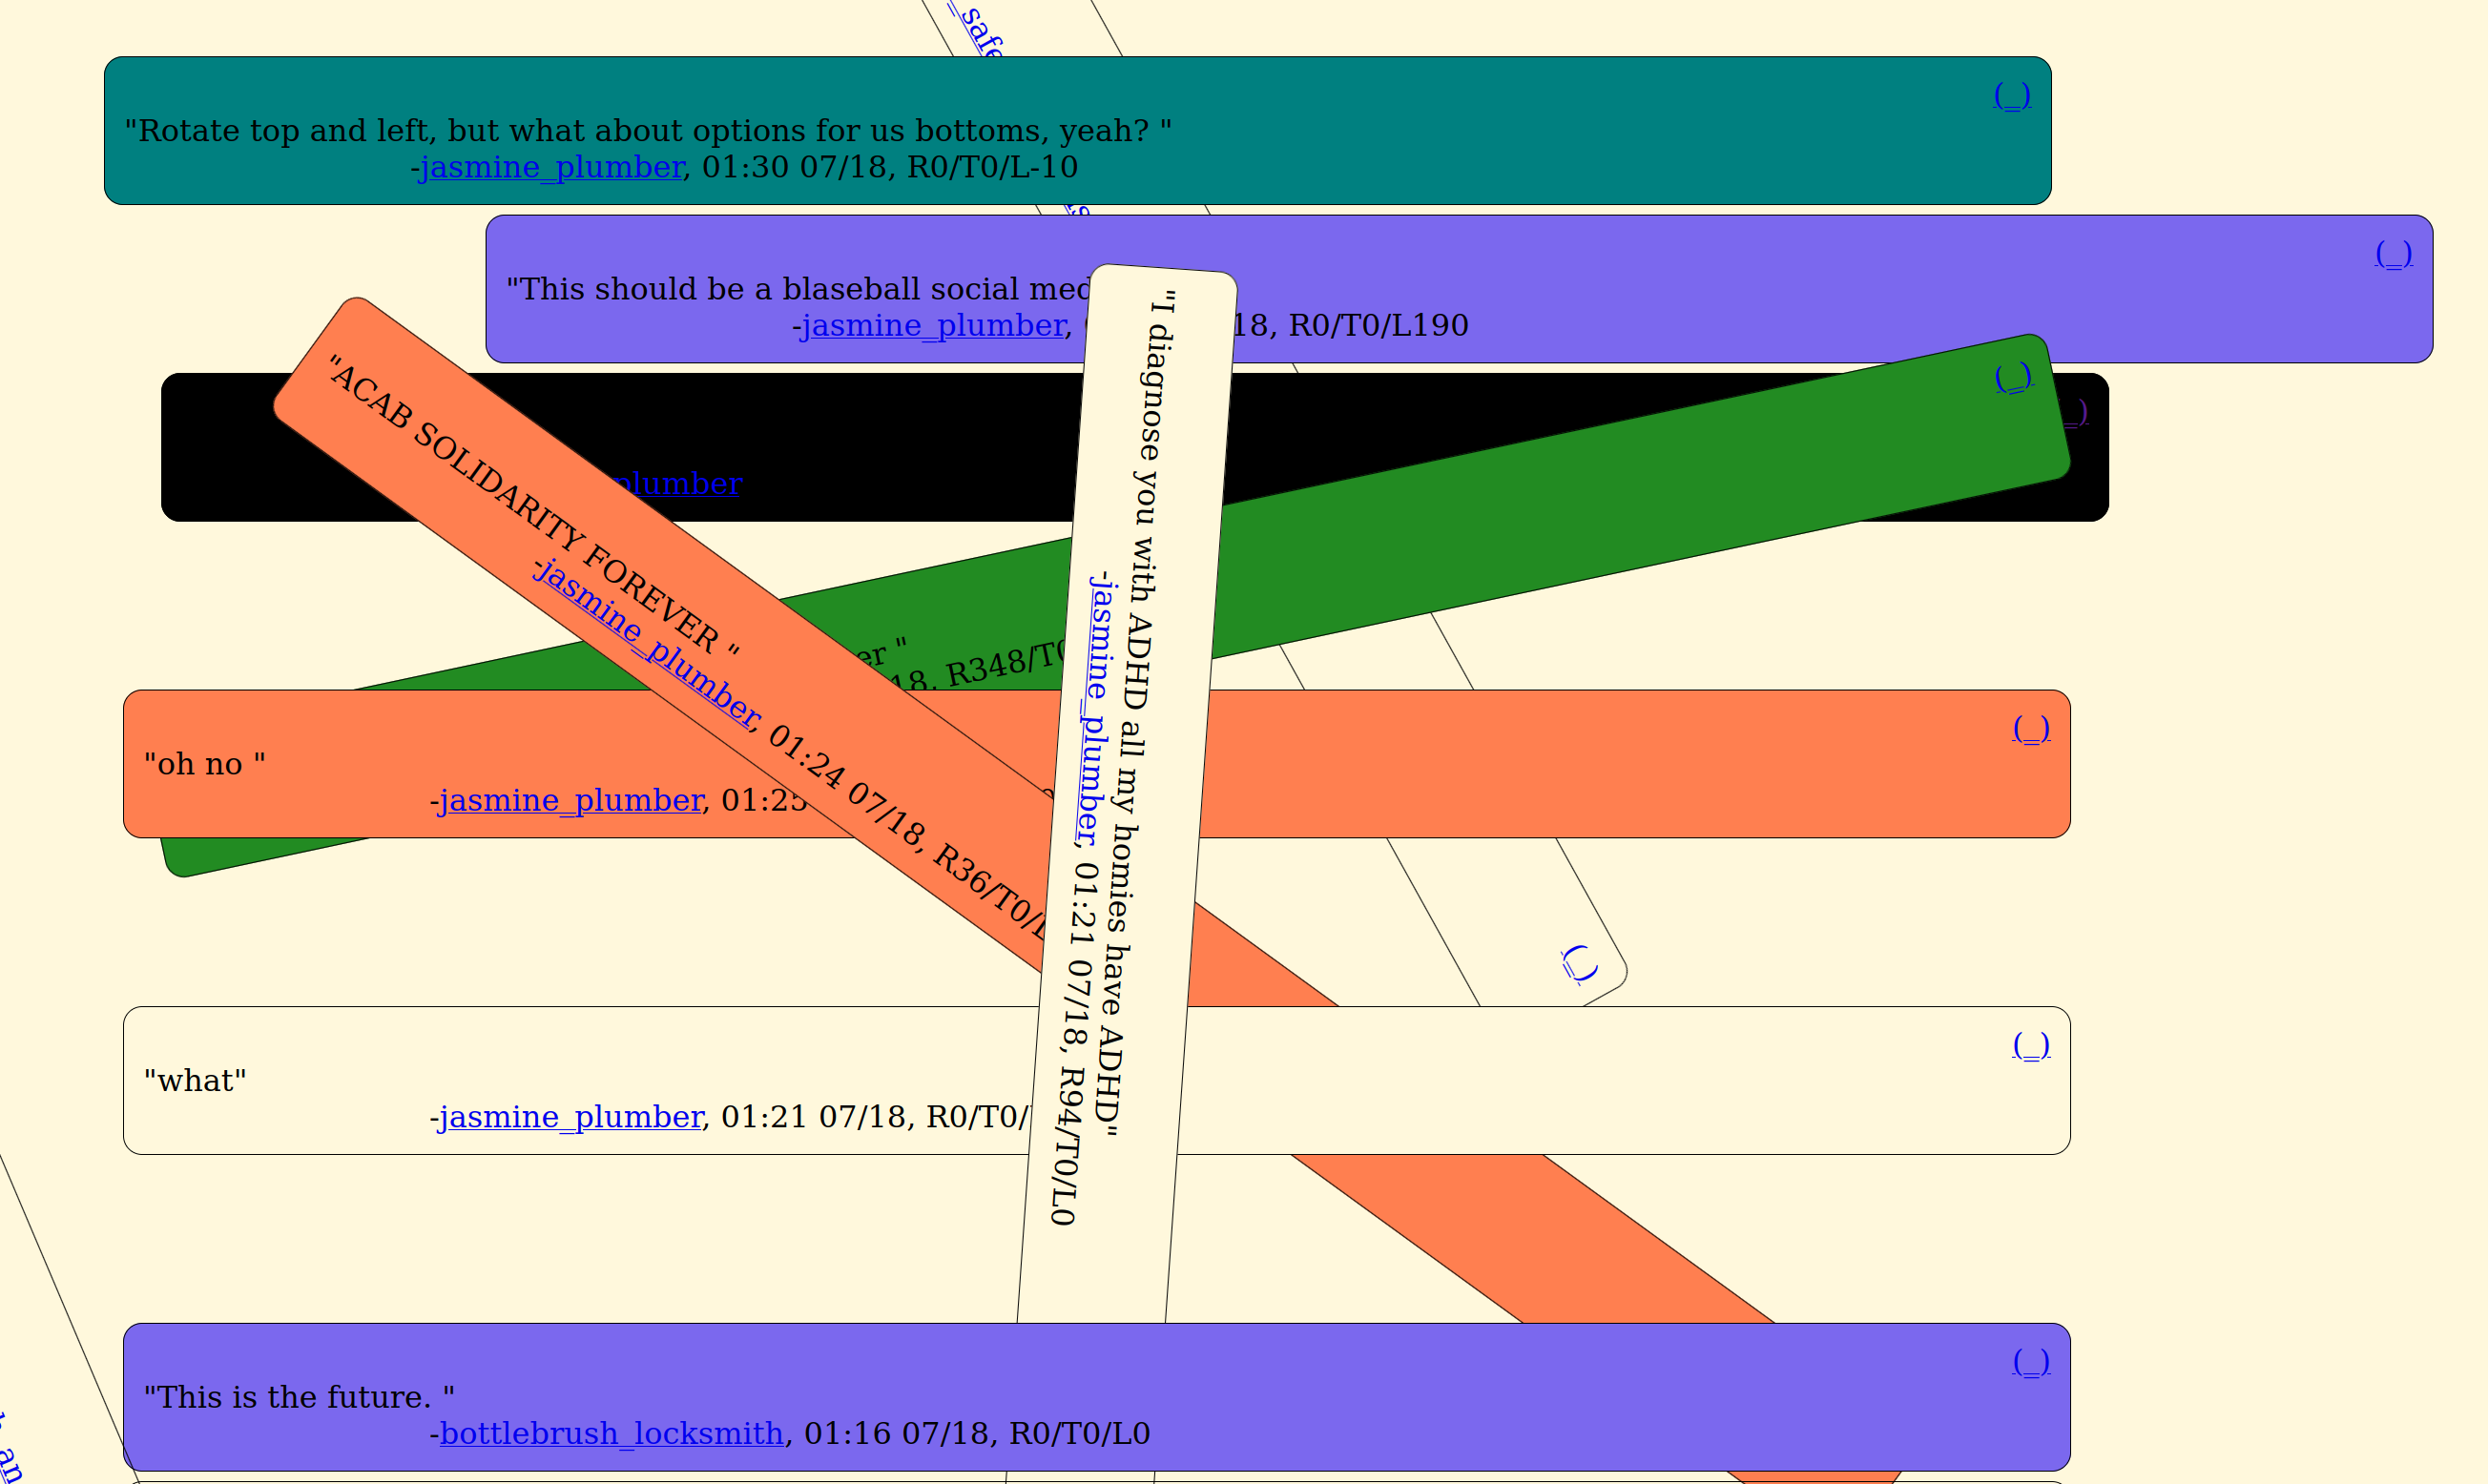 _safe
(_)
"Rotate top and left, but what about options for us bottoms, yeah? "
-jasmine_plumber, 01:30 07/18, R0/T0/L-10
(_)
"This should be a blaseball social
-jasmine_plumber, 18, R0/T0/L190
_)
plumber
(_)
"ACAB SOLIDARITY FOREVER "
-jasmine_plumber, 01:24 07/18, R36/T0/
"I diagnose you with ADHD all my homies have ADHD"
-jasmine_plumber, 01:21 07/18, R94/T0/L0
er "
18, R348/T0
(_)
"oh no "
-jasmine_plumber, 01:25
(_)
(_)
"what"
-jasmine_plumber, 01:21 07/18, R0/T0/
(_)
"This is the future. "
-bottlebrush_locksmith, 01:16 07/18, R0/T0/L0
an